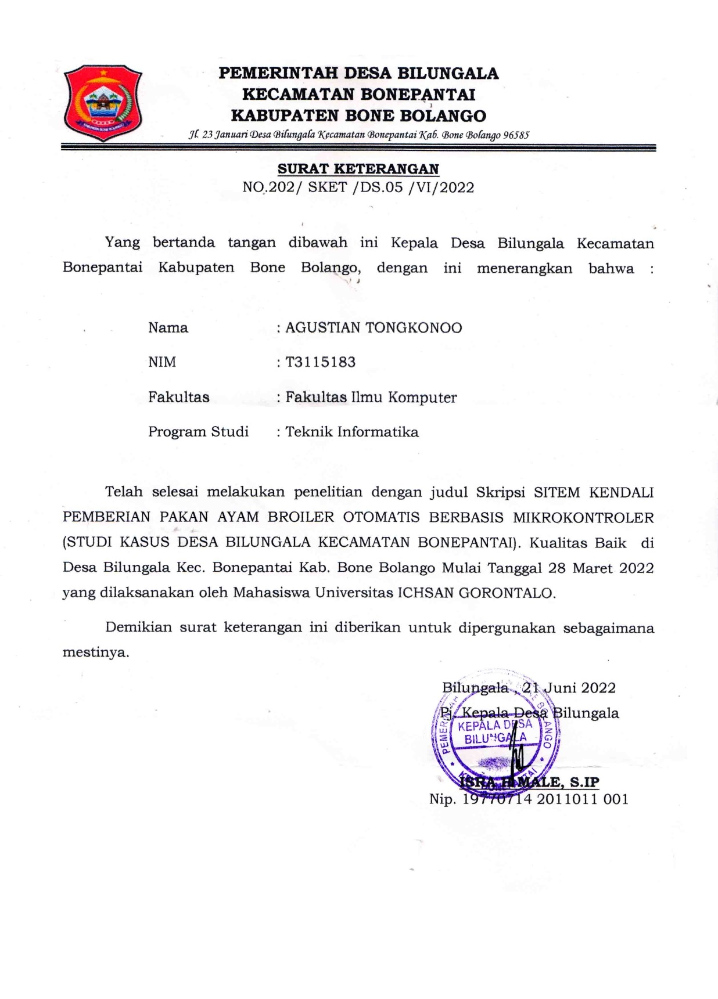 PEMERINTAH DESA BILUNGALA
KECAMATAN BONEPANTAI
KABUPATEN BONE BOLANGO
Jl. 23 Januari Desa Bilungala Kecamatan Bonepantai Kab. Bone Bolango 96585
KABUPATEN BONE BOLANGO
SURAT KETERANGAN
NO.202/ SKET /DS.05 /VI/2022
Yang bertanda tangan dibawah ini Kepala Desa Bilungala Kecamatan
Bonepantai Kabupaten Bone Bolango, dengan ini menerangkan bahwa :
Nama : AGUSTIAN TONGKONOO
NIM : T3115183
Fakultas : Fakultas Ilmu Komputer
Program Studi : Teknik Informatika
Telah selesai melakukan penelitian dengan judul Skripsi SITEM KENDALI
PEMBERIAN PAKAN AYAM BROILER OTOMATIS BERBASIS MIKROKONTROLER
(STUDI KASUS DESA BILUNGALA KECAMATAN BONEPANTAI). Kualitas Baik di
Desa Bilungala Kec. Bonepantai Kab. Bone Bolango Mulai Tanggal 28 Maret 2022
yang dilaksanakan oleh Mahasiswa Universitas ICHSAN GORONTALO.
Demikian surat keterangan ini diberikan untuk dipergunakan sebagaimana
mestinya.
Bilungala , 21 Juni 2022
Pj. Kepala Desa Bilungala
KEPALA DESA
BILUNGALA
ISRA H MALE, S.IP
Nip. 19770714 2011011 001